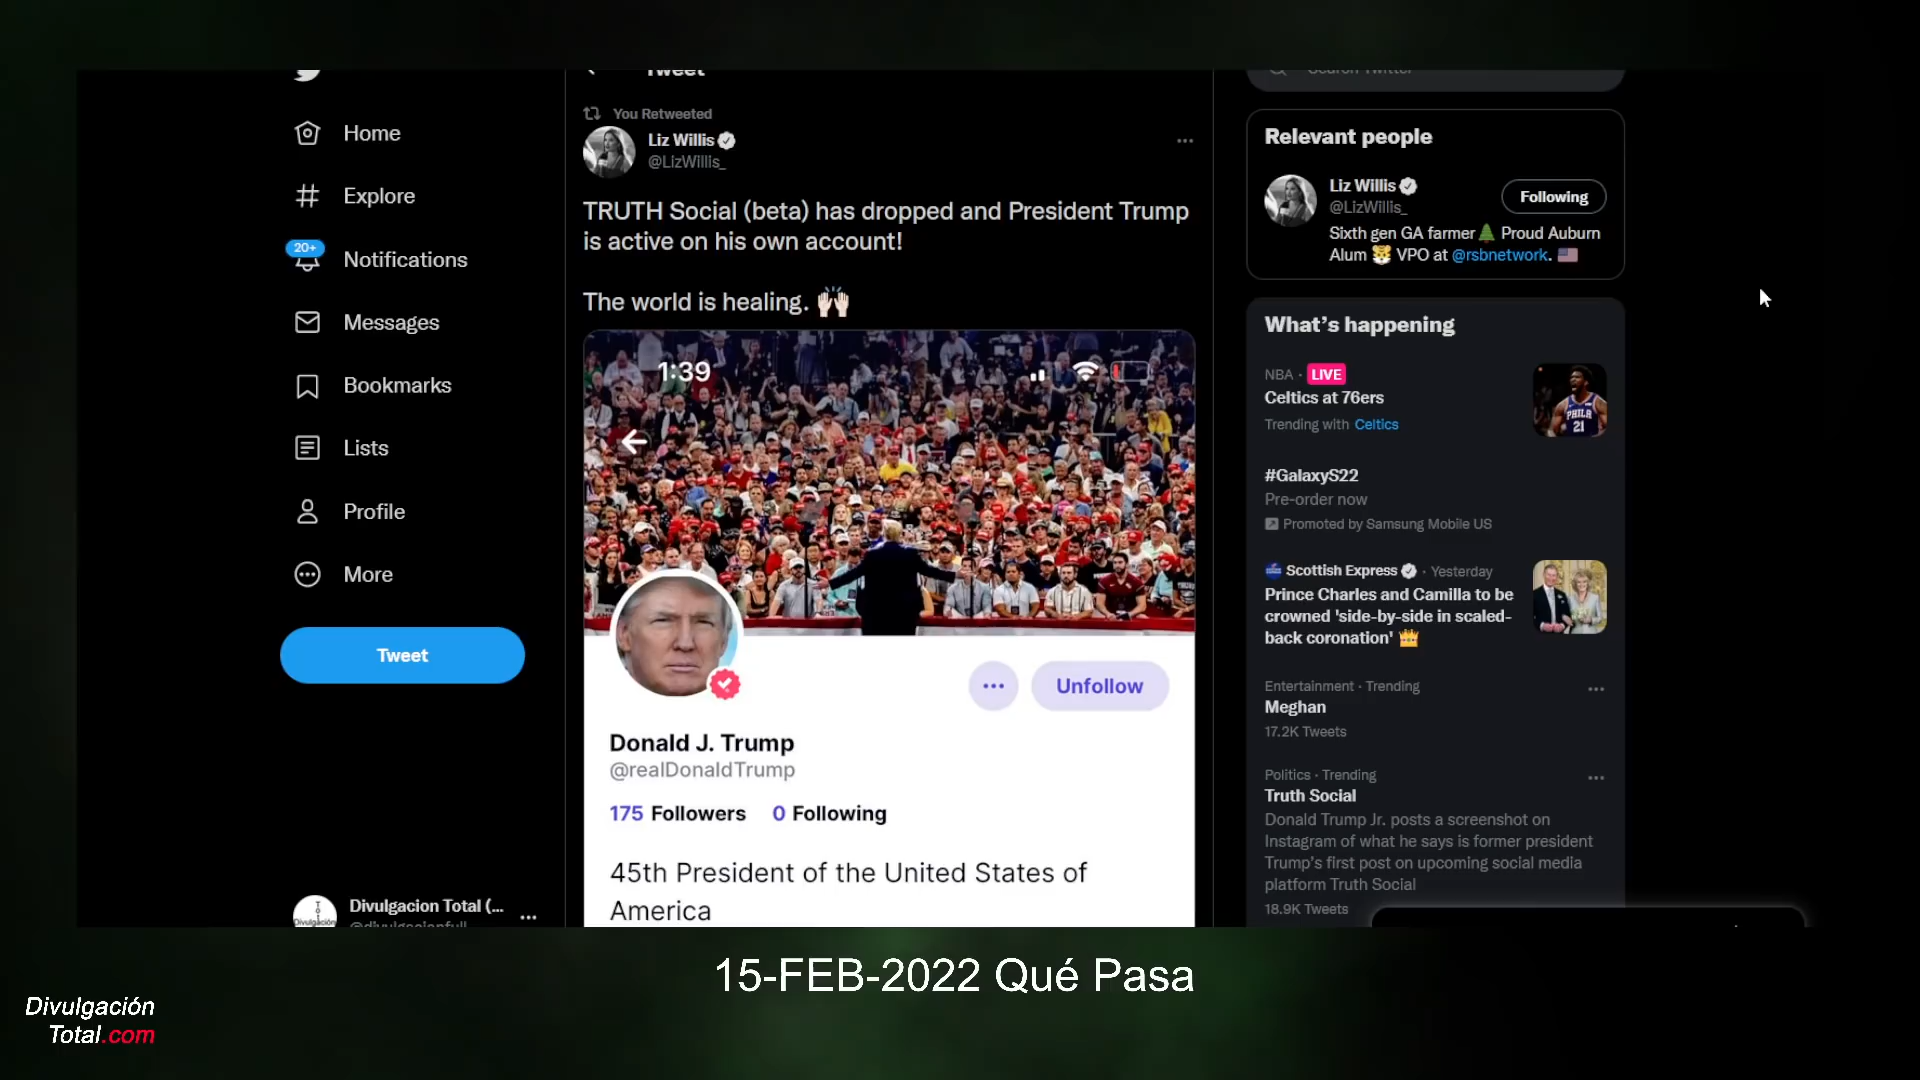 Tweet
Search Twitter
Home
Explore
20+
Notifications
Messages
Bookmarks
Lists
Profile
More
Tweet
Divulgacion Total (...
@divulgacionfull
You Retweeted
Liz Willis
@LizWillis_
TRUTH Social (beta) has dropped and President Trump
is active on his own account!
The world is healing. 🙌🏻
1:39
Unfollow
Donald J. Trump
@realDonaldTrump
175 Followers 0 Following
45th President of the United States of
America
Relevant people
Liz Willis
@LizWillis_
Following
Sixth gen GA farmer🌲 Proud Auburn
Alum 🐯 VPO at @rsbnetwork. 🇺🇸
What's happening
NBA · LIVE
Celtics at 76ers
Trending with Celtics
PHILA
21
#GalaxyS22
Pre-order now
Promoted by Samsung Mobile US
Scottish Express · Yesterday
Prince Charles and Camilla to be
crowned 'side-by-side in scaled-
back coronation' 👑
Entertainment · Trending
Meghan
17.2K Tweets
Politics · Trending
Truth Social
Donald Trump Jr. posts a screenshot on
Instagram of what he says is former president
Trump's first post on upcoming social media
platform Truth Social
18.9K Tweets
15-FEB-2022 Qué Pasa
Divulgación
Total.com